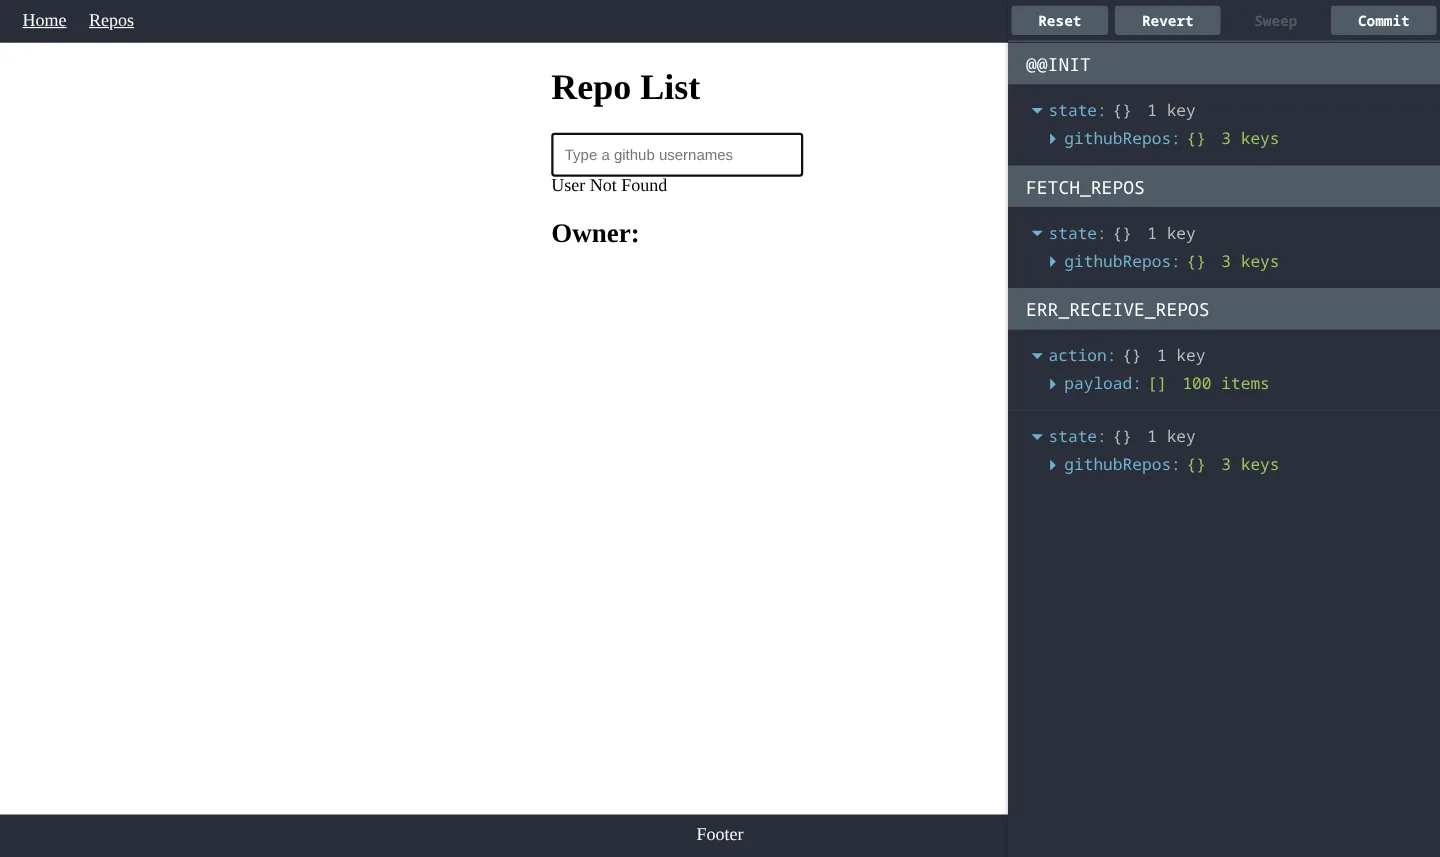 Home Repos
Repo List
Type a github usernames
User Not Found
Owner:
Footer
Reset Revert Sweep Commit
@@INIT
state: {} 1 key
githubRepos: {} 3 keys
FETCH_REPOS
state: {} 1 key
githubRepos: {} 3 keys
ERR_RECEIVE_REPOS
action: {} 1 key
payload: [] 100 items
state: {} 1 key
githubRepos: {} 3 keys